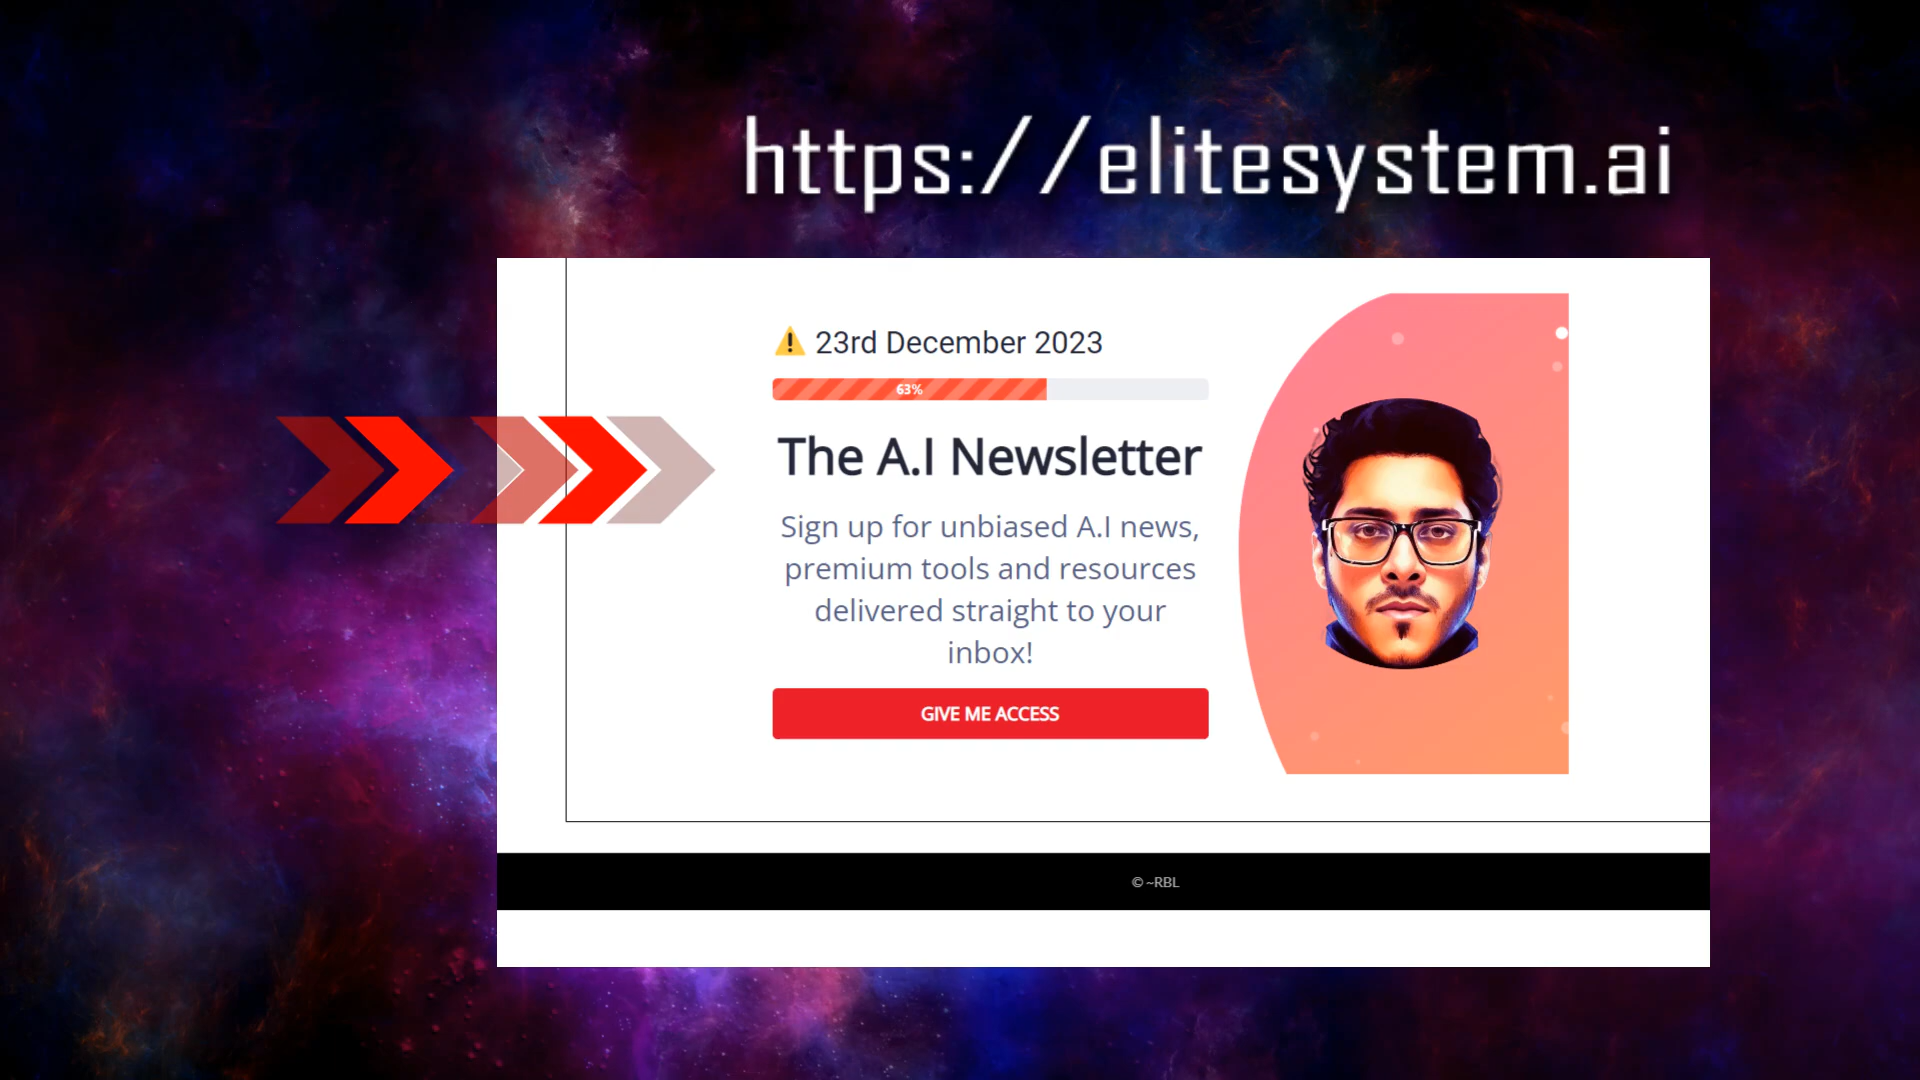 https://elitesystem.ai
⚠️ 23rd December 2023
63%
The A.I Newsletter
Sign up for unbiased A.I news,
premium tools and resources
delivered straight to your
inbox!
GIVE ME ACCESS
© ~RBL